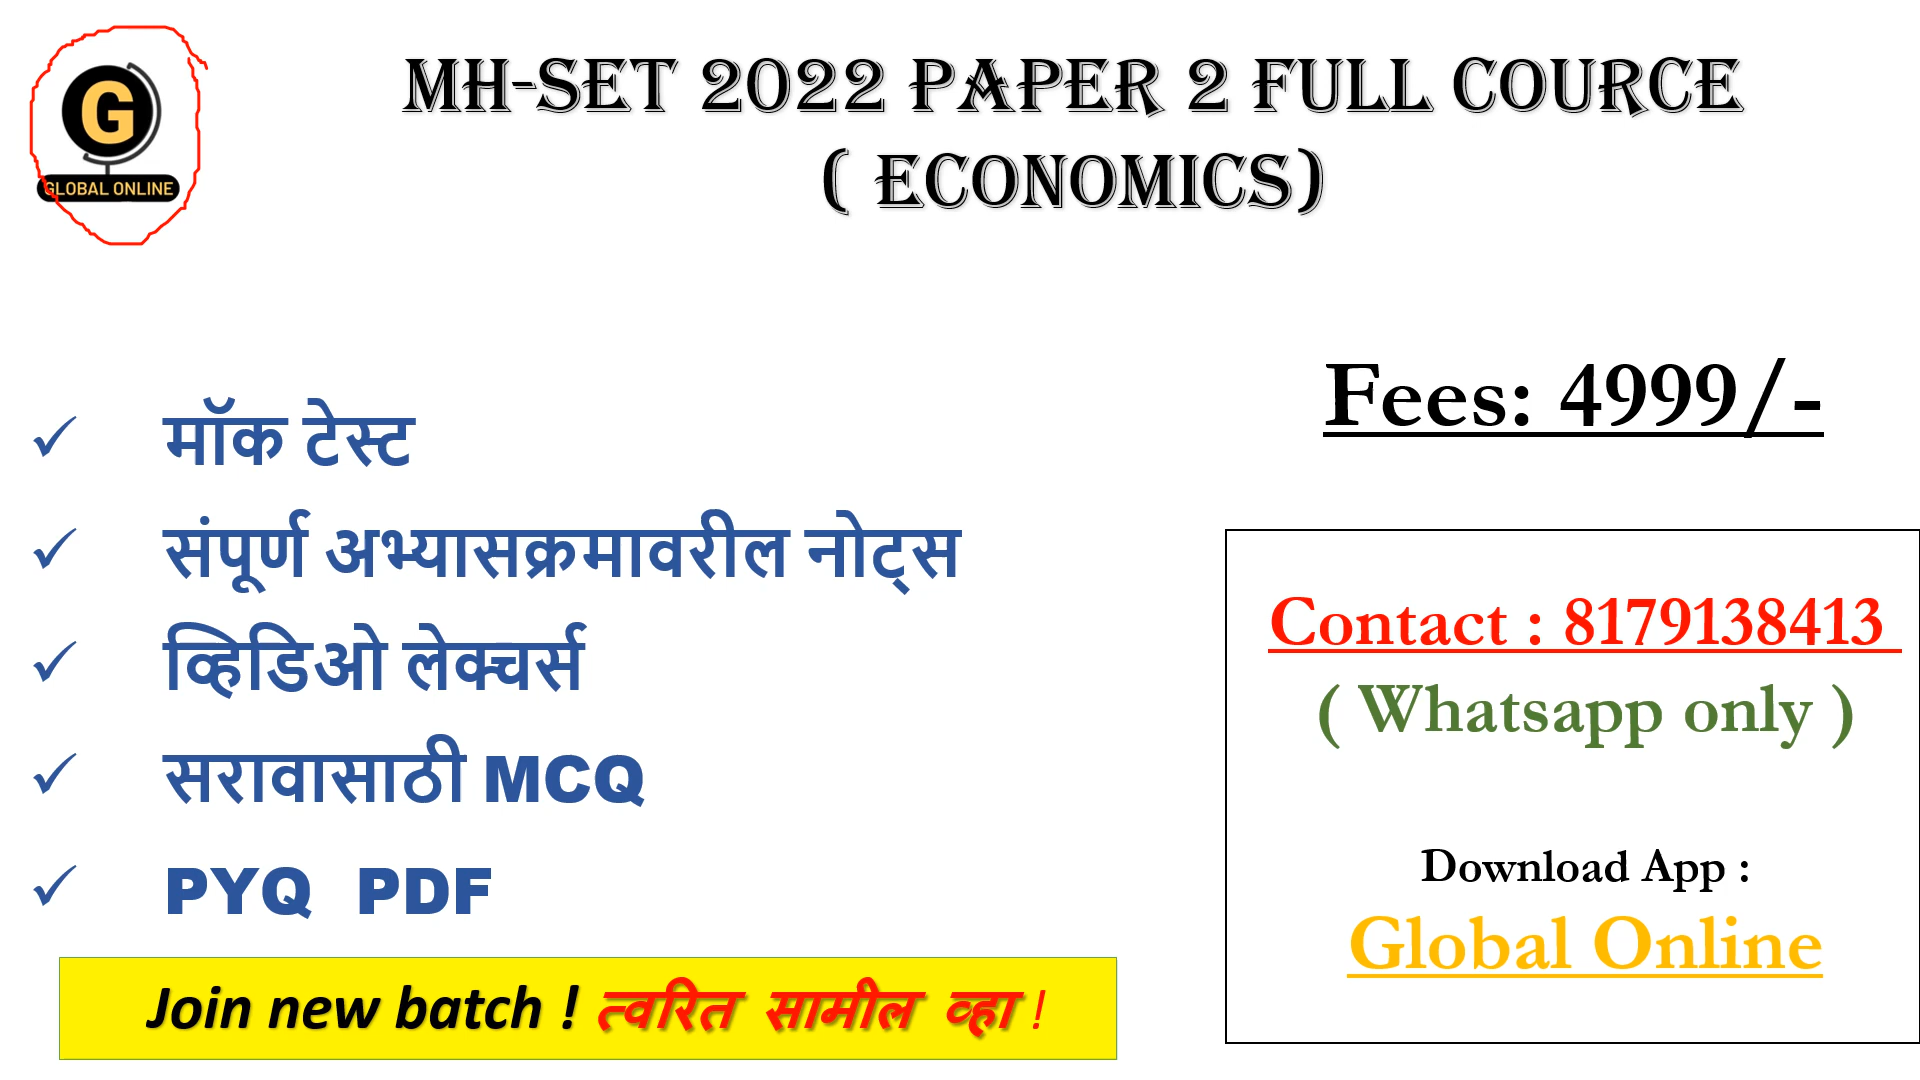 G
GLOBAL ONLINE
MH-SET 2022 PAPER 2 FULL COURCE
( ECONOMICS)
✓ मॉक टेस्ट
✓ संपूर्ण अभ्यासक्रमावरील नोट्स
✓ व्हिडिओ लेक्चर्स
✓ सरावासाठी MCQ
✓ PYQ PDF
Join new batch ! त्वरित सामील व्हा !
Fees: 4999/-
Contact : 8179138413
( Whatsapp only )
Download App :
Global Online